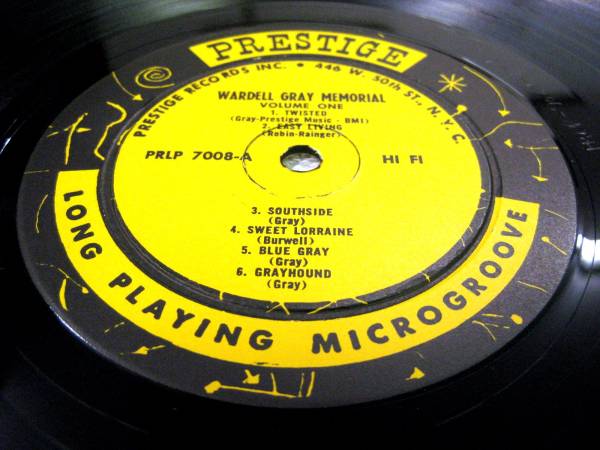 PRESTIGE
PRESTIGE RECORDS INC. • 446 W. 50th St., N.Y.C.
WARDELL GRAY MEMORIAL
VOLUME ONE
1. TWISTED
(Gray-Prestige Music - BMI)
2. EASY LIVING
(Robin-Rainger)
PRLP 7008-A HI FI
3. SOUTHSIDE
(Gray)
4. SWEET LORRAINE
(Burwell)
5. BLUE GRAY
(Gray)
6. GRAYHOUND
(Gray)
LONG PLAYING MICROGROOVE